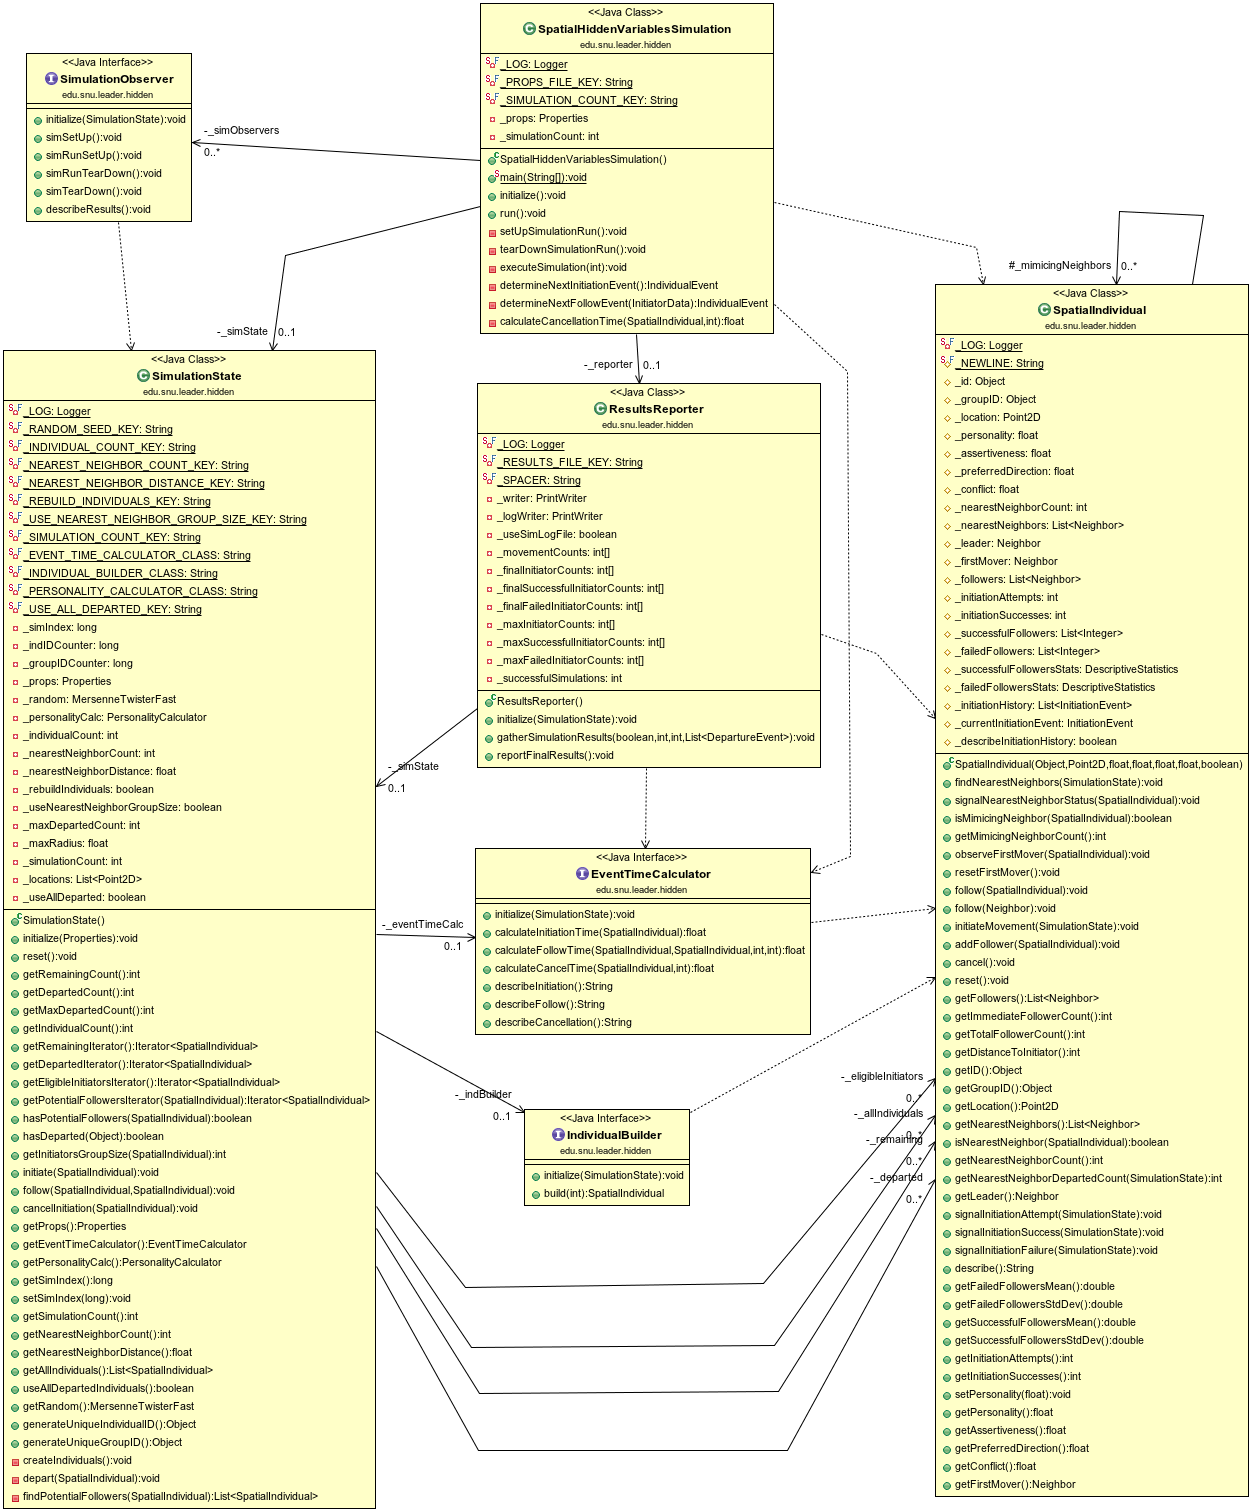 <<Java Class>>
SpatialHiddenVariablesSimulation
edu.snu.leader.hidden
_LOG: Logger
_PROPS_FILE_KEY: String
_SIMULATION_COUNT_KEY: String
_props: Properties
_simulationCount: int
SpatialHiddenVariablesSimulation()
main(String[]):void
initialize():void
run():void
setUpSimulationRun():void
tearDownSimulationRun():void
executeSimulation(int):void
determineNextInitiationEvent():IndividualEvent
determineNextFollowEvent(InitiatorData):IndividualEvent
calculateCancellationTime(SpatialIndividual,int):float
<<Java Interface>>
SimulationObserver
edu.snu.leader.hidden
initialize(SimulationState):void
simSetUp():void
simRunSetUp():void
simRunTearDown():void
simTearDown():void
describeResults():void
-_simObservers
0..*
-_simState
0..1
-_reporter
0..1
#_mimicingNeighbors
0..*
<<Java Class>>
SimulationState
edu.snu.leader.hidden
_LOG: Logger
_RANDOM_SEED_KEY: String
_INDIVIDUAL_COUNT_KEY: String
_NEAREST_NEIGHBOR_COUNT_KEY: String
_NEAREST_NEIGHBOR_DISTANCE_KEY: String
_REBUILD_INDIVIDUALS_KEY: String
_USE_NEAREST_NEIGHBOR_GROUP_SIZE_KEY: String
_SIMULATION_COUNT_KEY: String
_EVENT_TIME_CALCULATOR_CLASS: String
_INDIVIDUAL_BUILDER_CLASS: String
_PERSONALITY_CALCULATOR_CLASS: String
_USE_ALL_DEPARTED_KEY: String
_simIndex: long
_indIDCounter: long
_groupIDCounter: long
_props: Properties
_random: MersenneTwisterFast
_personalityCalc: PersonalityCalculator
_individualCount: int
_nearestNeighborCount: int
_nearestNeighborDistance: float
_rebuildIndividuals: boolean
_useNearestNeighborGroupSize: boolean
_maxDepartedCount: int
_maxRadius: float
_simulationCount: int
_locations: List<Point2D>
_useAllDeparted: boolean
SimulationState()
initialize(Properties):void
reset():void
getRemainingCount():int
getDepartedCount():int
getMaxDepartedCount():int
getIndividualCount():int
getRemainingIterator():Iterator<SpatialIndividual>
getDepartedIterator():Iterator<SpatialIndividual>
getEligibleInitiatorsIterator():Iterator<SpatialIndividual>
getPotentialFollowersIterator(SpatialIndividual):Iterator<SpatialIndividual>
hasPotentialFollowers(SpatialIndividual):boolean
hasDeparted(Object):boolean
getInitiatorsGroupSize(SpatialIndividual):int
initiate(SpatialIndividual):void
follow(SpatialIndividual,SpatialIndividual):void
cancelInitiation(SpatialIndividual):void
getProps():Properties
getEventTimeCalculator():EventTimeCalculator
getPersonalityCalc():PersonalityCalculator
getSimIndex():long
setSimIndex(long):void
getSimulationCount():int
getNearestNeighborCount():int
getNearestNeighborDistance():float
getAllIndividuals():List<SpatialIndividual>
useAllDepartedIndividuals():boolean
getRandom():MersenneTwisterFast
generateUniqueIndividualID():Object
generateUniqueGroupID():Object
createIndividuals():void
depart(SpatialIndividual):void
findPotentialFollowers(SpatialIndividual):List<SpatialIndividual>
<<Java Class>>
ResultsReporter
edu.snu.leader.hidden
_LOG: Logger
_RESULTS_FILE_KEY: String
_SPACER: String
_writer: PrintWriter
_logWriter: PrintWriter
_useSimLogFile: boolean
_movementCounts: int[]
_finalInitiatorCounts: int[]
_finalSuccessfulInitiatorCounts: int[]
_finalFailedInitiatorCounts: int[]
_maxInitiatorCounts: int[]
_maxSuccessfulInitiatorCounts: int[]
_maxFailedInitiatorCounts: int[]
_successfulSimulations: int
ResultsReporter()
initialize(SimulationState):void
gatherSimulationResults(boolean,int,int,List<DepartureEvent>):void
reportFinalResults():void
-_simState
0..1
<<Java Interface>>
EventTimeCalculator
edu.snu.leader.hidden
initialize(SimulationState):void
calculateInitiationTime(SpatialIndividual):float
calculateFollowTime(SpatialIndividual,SpatialIndividual,int,int):float
calculateCancelTime(SpatialIndividual,int):float
describeInitiation():String
describeFollow():String
describeCancellation():String
-_eventTimeCalc
0..1
-_indBuilder
0..1
<<Java Interface>>
IndividualBuilder
edu.snu.leader.hidden
initialize(SimulationState):void
build(int):SpatialIndividual
-_eligibleInitiators
0..*
-_allIndividuals
0..*
-_remaining
0..*
-_departed
0..*
<<Java Class>>
SpatialIndividual
edu.snu.leader.hidden
_LOG: Logger
_NEWLINE: String
_id: Object
_groupID: Object
_location: Point2D
_personality: float
_assertiveness: float
_preferredDirection: float
_conflict: float
_nearestNeighborCount: int
_nearestNeighbors: List<Neighbor>
_leader: Neighbor
_firstMover: Neighbor
_followers: List<Neighbor>
_initiationAttempts: int
_initiationSuccesses: int
_successfulFollowers: List<Integer>
_failedFollowers: List<Integer>
_successfulFollowersStats: DescriptiveStatistics
_failedFollowersStats: DescriptiveStatistics
_initiationHistory: List<InitiationEvent>
_currentInitiationEvent: InitiationEvent
_describeInitiationHistory: boolean
SpatialIndividual(Object,Point2D,float,float,float,float,boolean)
findNearestNeighbors(SimulationState):void
signalNearestNeighborStatus(SpatialIndividual):void
isMimicingNeighbor(SpatialIndividual):boolean
getMimicingNeighborCount():int
observeFirstMover(SpatialIndividual):void
resetFirstMover():void
follow(SpatialIndividual):void
follow(Neighbor):void
initiateMovement(SimulationState):void
addFollower(SpatialIndividual):void
cancel():void
reset():void
getFollowers():List<Neighbor>
getImmediateFollowerCount():int
getTotalFollowerCount():int
getDistanceToInitiator():int
getID():Object
getGroupID():Object
getLocation():Point2D
getNearestNeighbors():List<Neighbor>
isNearestNeighbor(SpatialIndividual):boolean
getNearestNeighborCount():int
getNearestNeighborDepartedCount(SimulationState):int
getLeader():Neighbor
signalInitiationAttempt(SimulationState):void
signalInitiationSuccess(SimulationState):void
signalInitiationFailure(SimulationState):void
describe():String
getFailedFollowersMean():double
getFailedFollowersStdDev():double
getSuccessfulFollowersMean():double
getSuccessfulFollowersStdDev():double
getInitiationAttempts():int
getInitiationSuccesses():int
setPersonality(float):void
getPersonality():float
getAssertiveness():float
getPreferredDirection():float
getConflict():float
getFirstMover():Neighbor